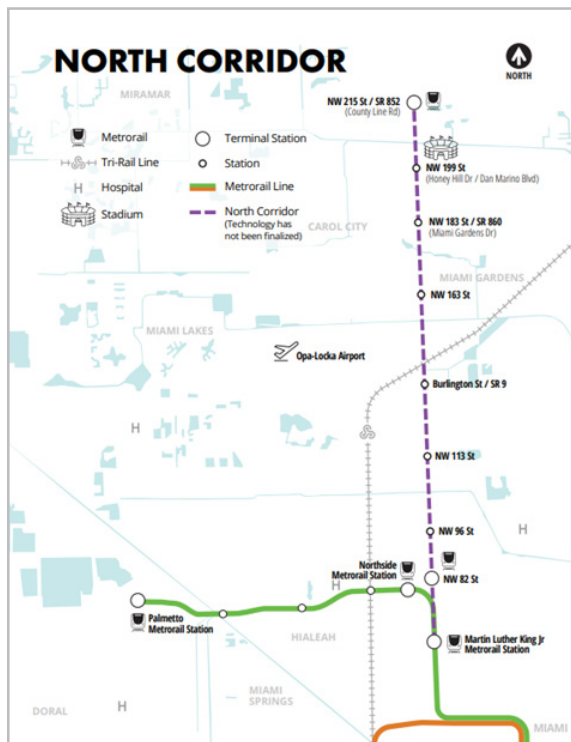 NORTH CORRIDOR
NORTH
MIRAMAR
NW 215 St / SR 852
(County Line Rd)
Metrorail
Terminal Station
Tri-Rail Line
Station
H Hospital
Metrorail Line
Stadium
North Corridor
(Technology has
not been finalized)
NW 199 St
(Honey Hill Dr / Dan Marino Blvd)
CAROL CITY
NW 183 St / SR 860
(Miami Gardens Dr)
MIAMI GARDENS
NW 163 St
MIAMI LAKES
Opa-Locka Airport
Burlington St / SR 9
H
NW 113 St
NW 96 St
H
Northside
Metrorail Station
NW 82 St
H
Palmetto
Metrorail Station
HIALEAH
Martin Luther King Jr
Metrorail Station
MIAMI
SPRINGS
DORAL
H
MIAMI